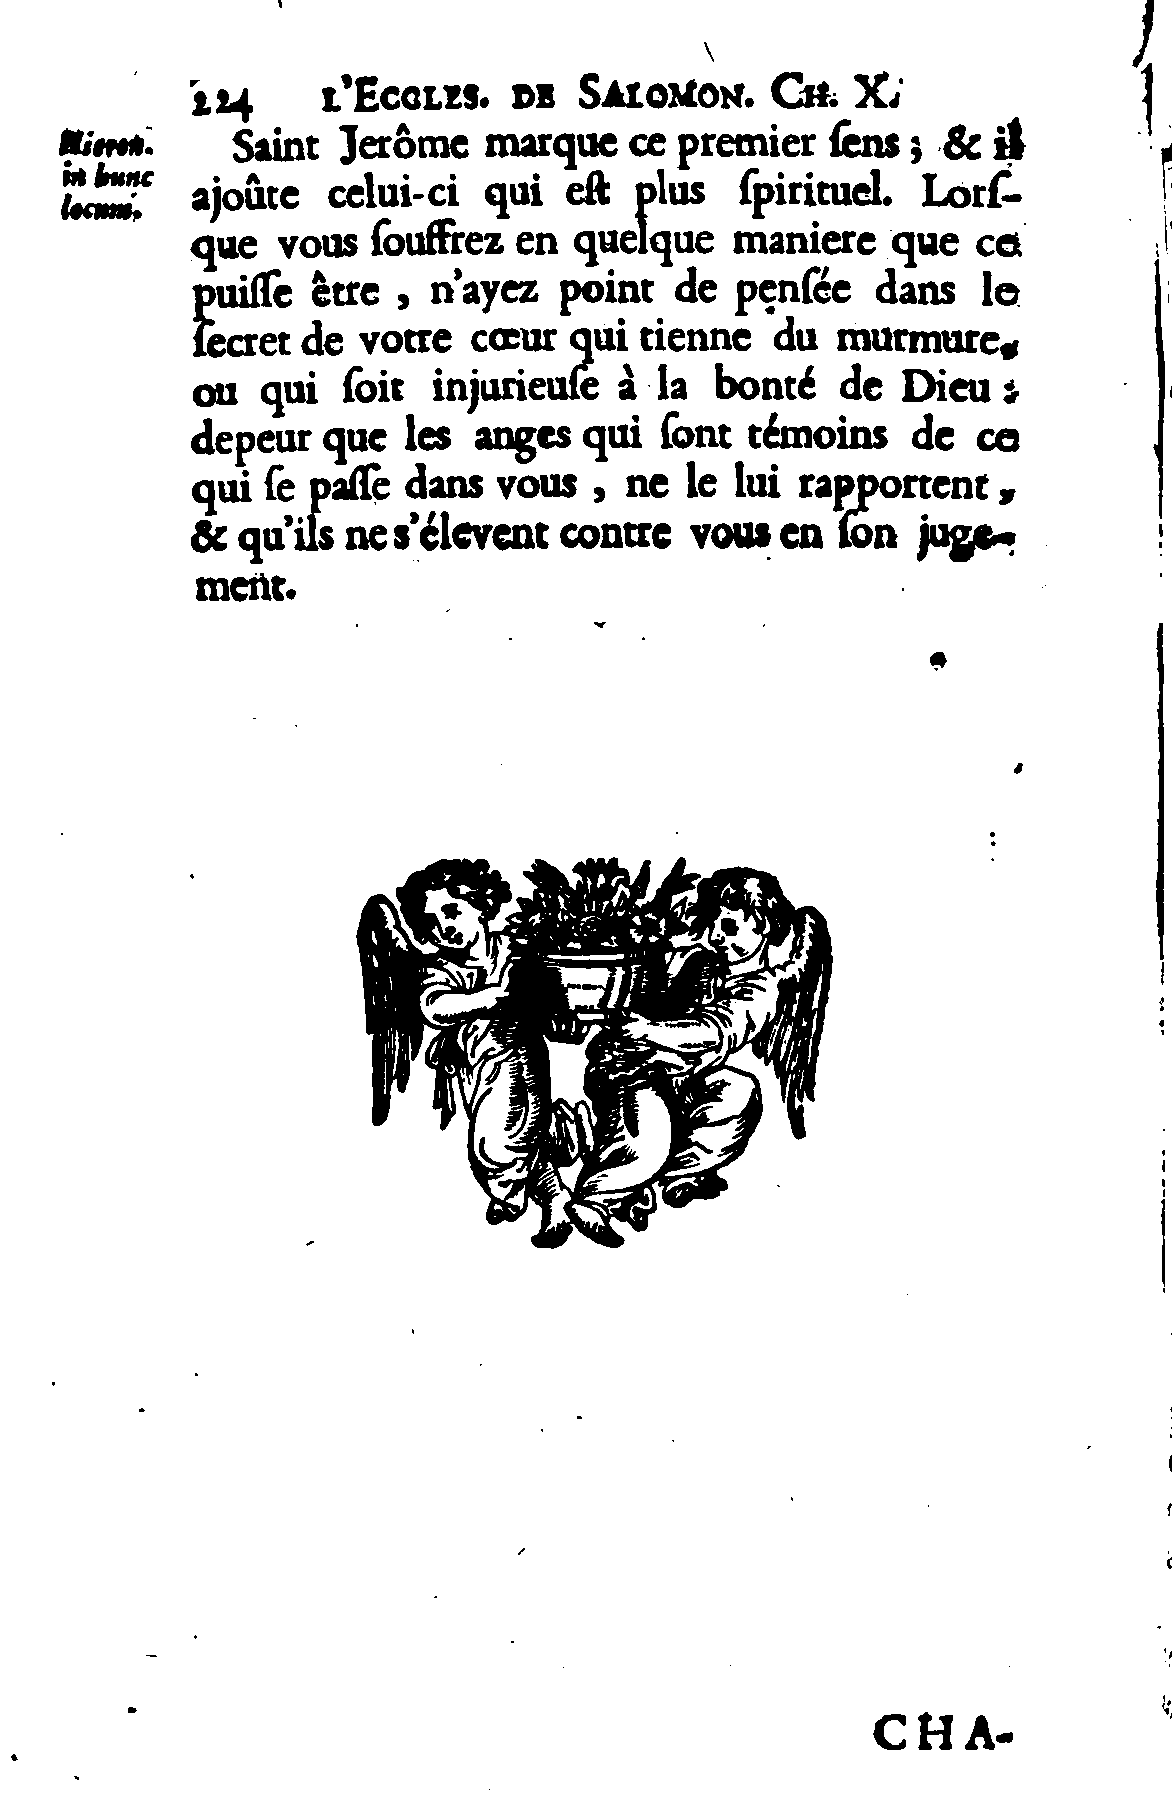 224 L'ECCLES. DE SALOMON. CH. X.
Hieron.
in hunc
locum.
Saint Jerôme marque ce premier ſens ; & il
ajoûte celui-ci qui eſt plus ſpirituel. Lorſ-
que vous ſouffrez en quelque maniere que ce
puiſſe être , n'ayez point de penſée dans le
ſecret de votre cœur qui tienne du murmure,
ou qui ſoit injurieuſe à la bonté de Dieu ;
depeur que les anges qui ſont témoins de ce
qui ſe paſſe dans vous , ne le lui rapportent ,
& qu'ils ne s'élevent contre vous en ſon juge-
ment.
CHA-